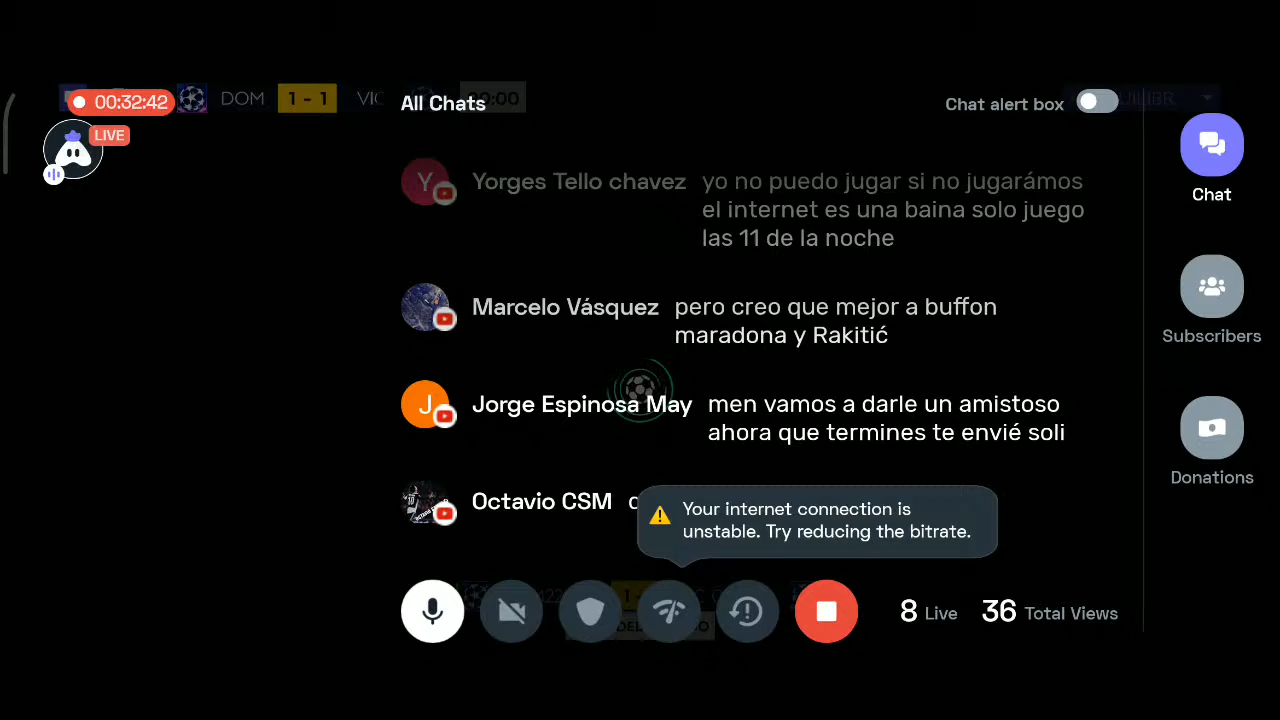 00:32:42
LIVE
DOM 1 - 1 VIC 00:00
All Chats
Chat alert box
Y
Yorges Tello chavez yo no puedo jugar si no jugarámos
el internet es una baina solo juego
las 11 de la noche
Marcelo Vásquez pero creo que mejor a buffon
maradona y Rakitić
J
Jorge Espinosa May men vamos a darle un amistoso
ahora que termines te envié soli
Octavio CSM
Your internet connection is
unstable. Try reducing the bitrate.
8 Live 36 Total Views
Chat
Subscribers
Donations